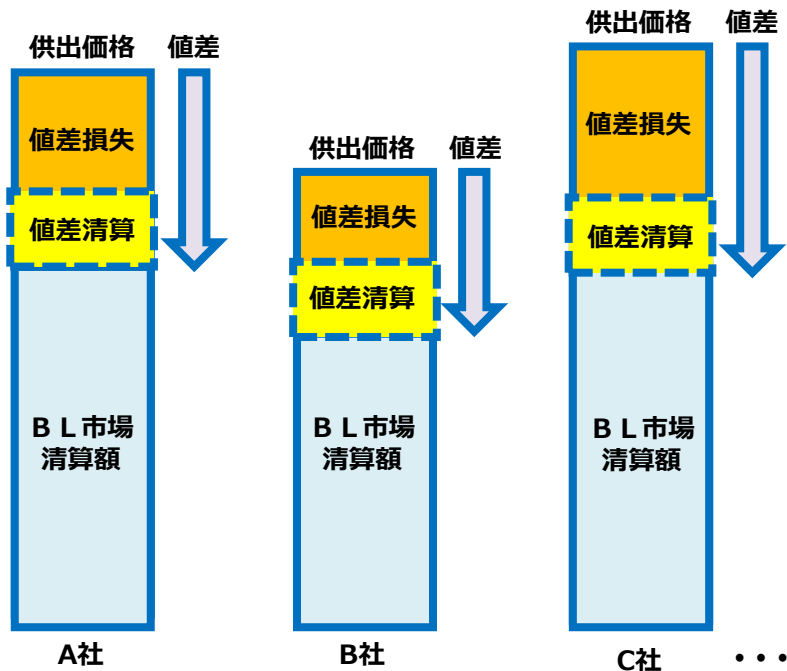 供出価格 値差
値差損失
値差清算
ＢＬ市場
清算額
A社
供出価格 値差
値差損失
値差清算
ＢＬ市場
清算額
B社
供出価格 値差
値差損失
値差清算
ＢＬ市場
清算額
C社
・・・